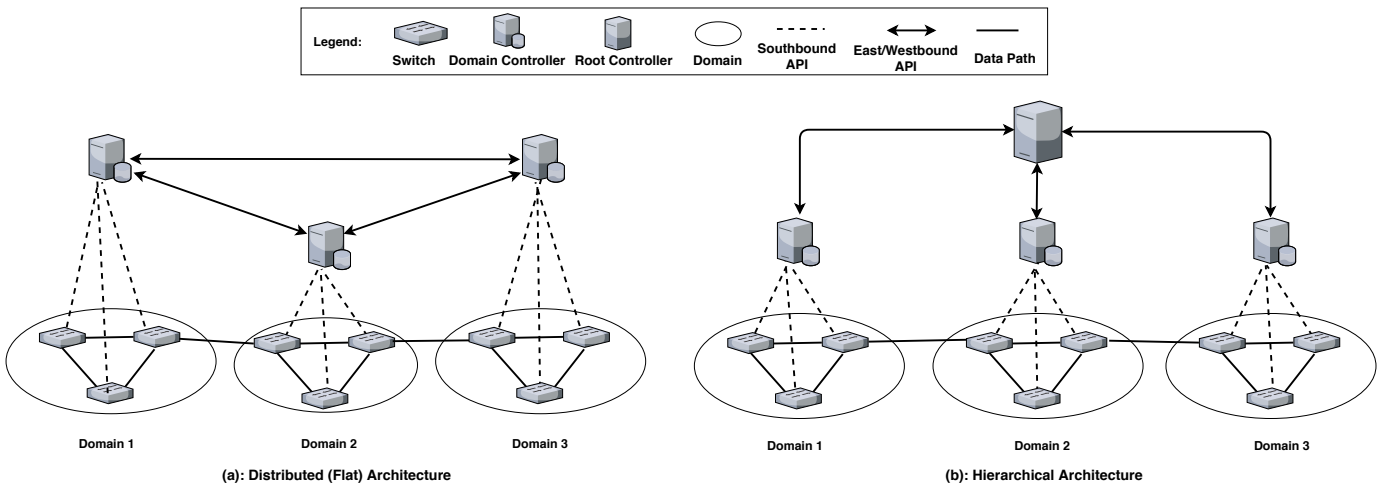 Legend:
Switch
Domain Controller
Root Controller
Domain
Southbound
API
East/Westbound
API
Data Path
Domain 1
Domain 2
Domain 3
(a): Distributed (Flat) Architecture
Domain 1
Domain 2
Domain 3
(b): Hierarchical Architecture